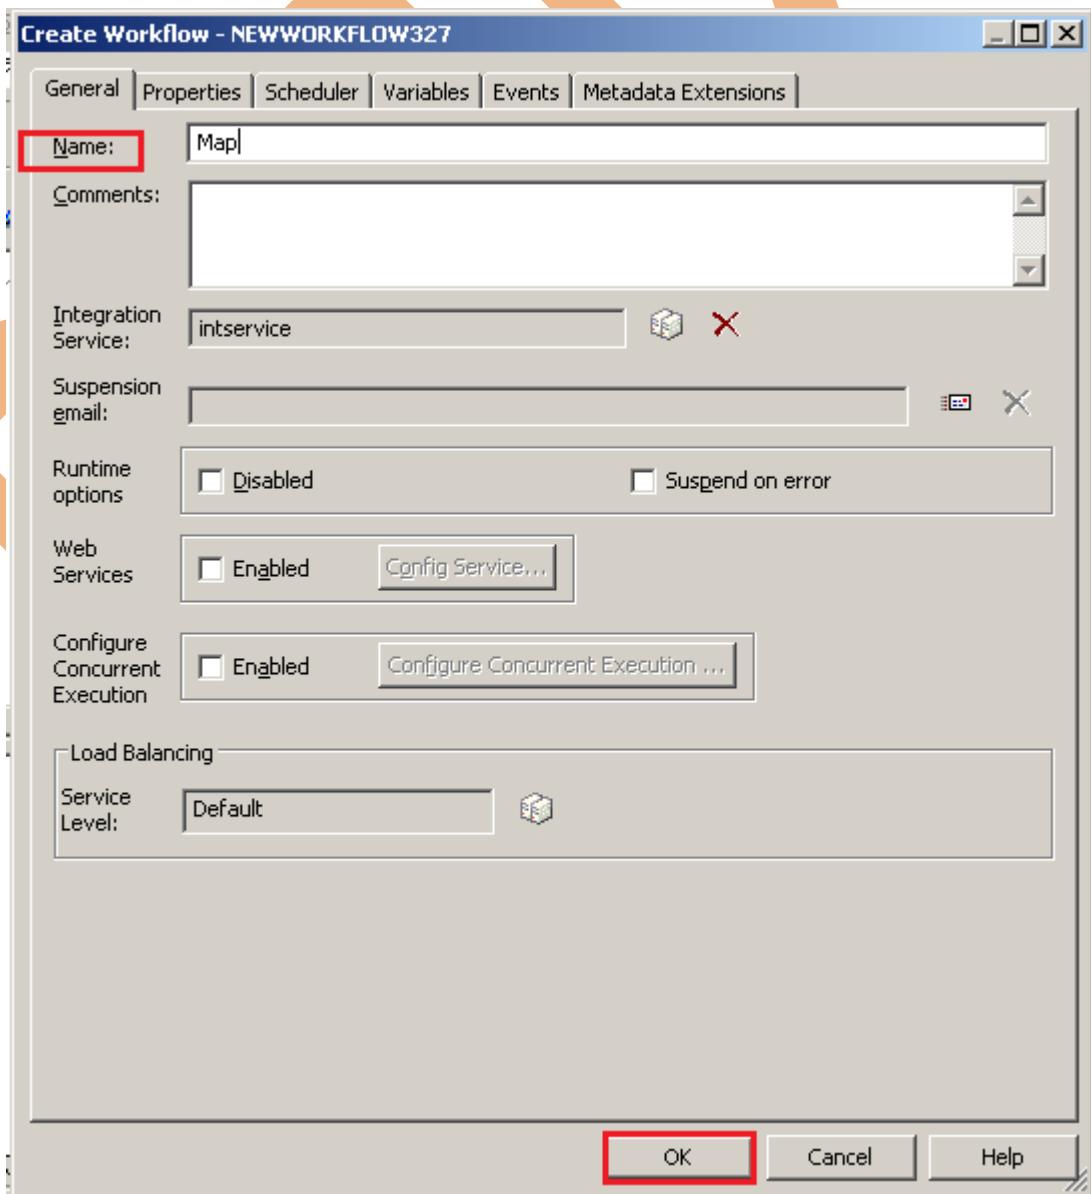 Create Workflow - NEWWORKFLOW327
General Properties Scheduler Variables Events Metadata Extensions
Name: Map
Comments:
Integration
Service: intservice
Suspension
email:
Runtime
options Disabled Suspend on error
Web
Services Enabled Config Service...
Configure
Concurrent
Execution Enabled Configure Concurrent Execution ...
Load Balancing
Service
Level: Default
OK Cancel Help